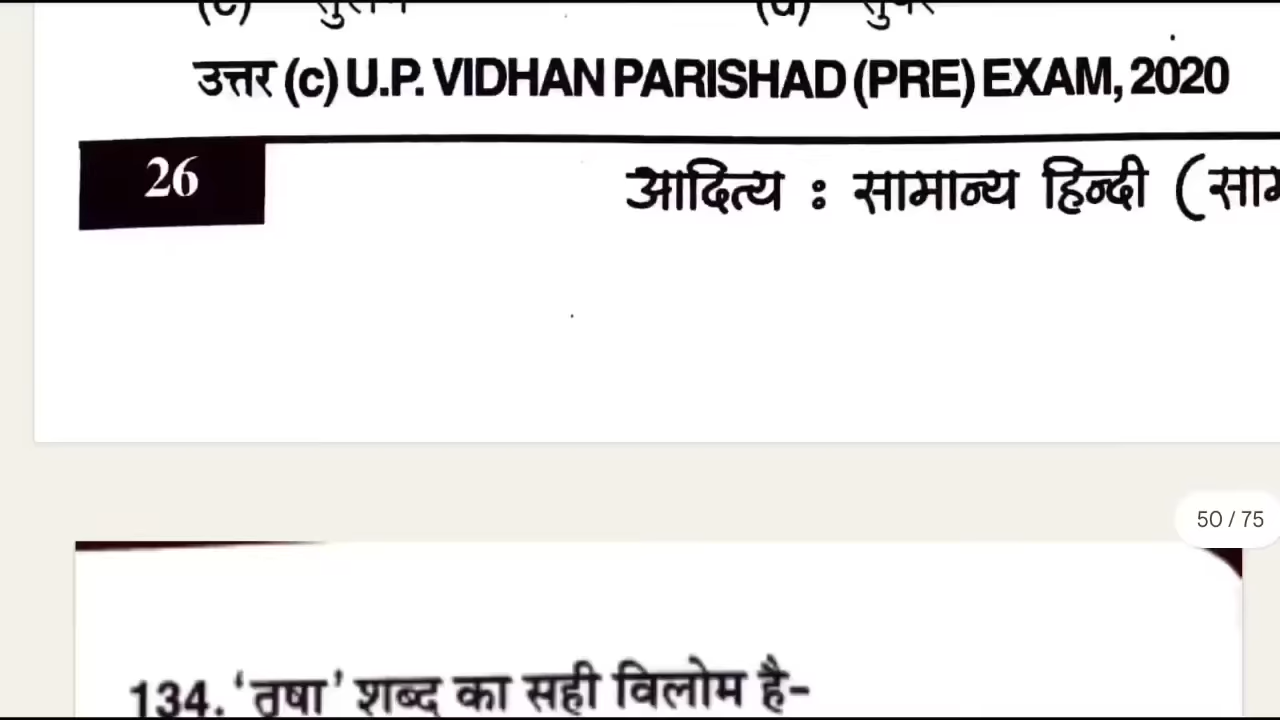 (c) (d)
उत्तर (c) U.P. VIDHAN PARISHAD (PRE) EXAM, 2020
26 आदित्य : सामान्य हिन्दी (साम
50 / 75
134. ‘तृषा’ शब्द का सही विलोम है-